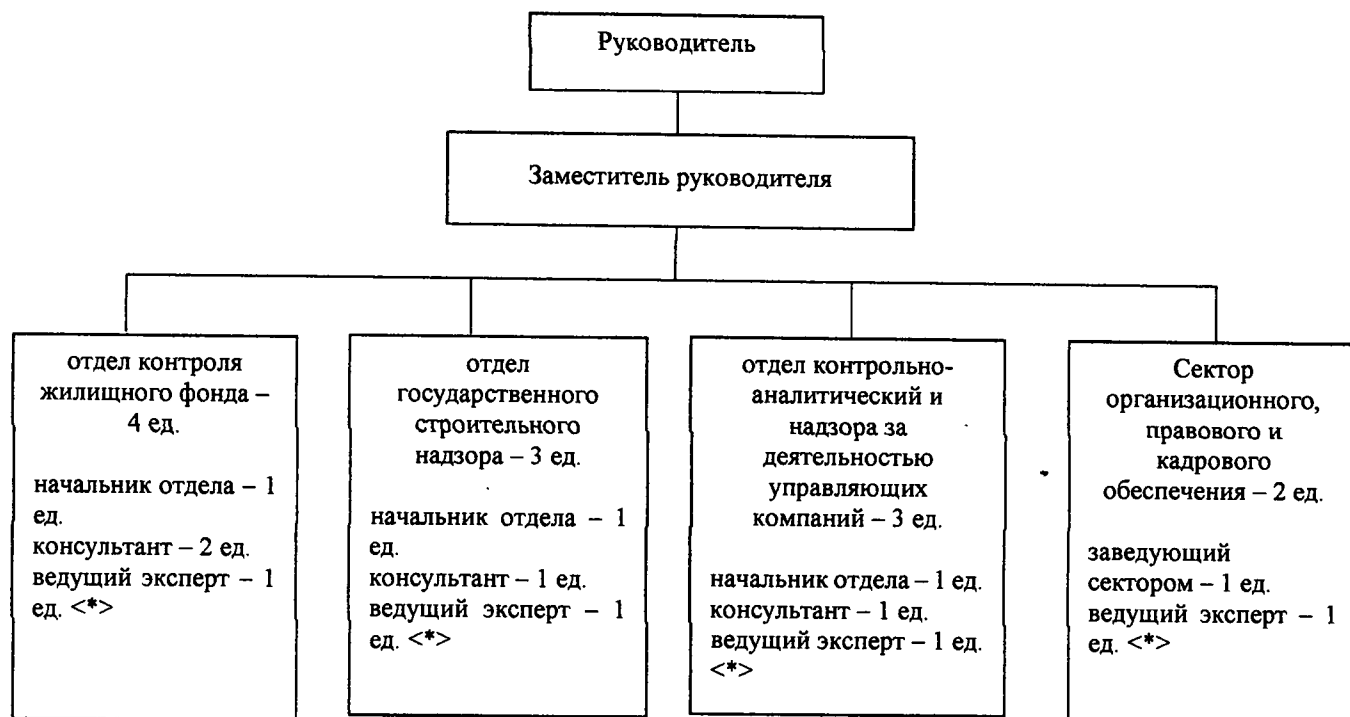 Руководитель
Заместитель руководителя
отдел контроля
жилищного фонда –
4 ед.
начальник отдела – 1
ед.
консультант – 2 ед.
ведущий эксперт – 1
ед. <*>
отдел
государственного
строительного
надзора – 3 ед.
начальник отдела – 1
ед.
консультант – 1 ед.
ведущий эксперт – 1
ед. <*>
отдел контрольно-
аналитический и
надзора за
деятельностью
управляющих
компаний – 3 ед.
начальник отдела – 1 ед.
консультант – 1 ед.
ведущий эксперт – 1 ед.
<*>
Сектор
организационного,
правового и
кадрового
обеспечения – 2 ед.
заведующий
сектором – 1 ед.
ведущий эксперт – 1
ед. <*>